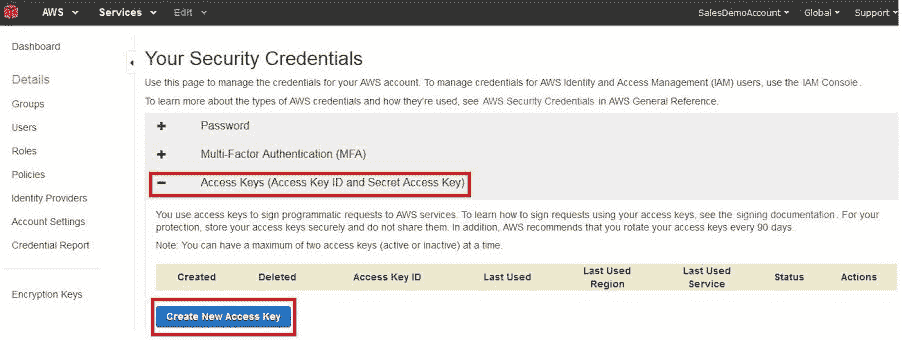 AWS Services Edit SalesDemoAccount Global Support
Dashboard
Details
Groups
Users
Roles
Policies
Identity Providers
Account Settings
Credential Report
Encryption Keys
Your Security Credentials
Use this page to manage the credentials for your AWS account. To manage credentials for AWS Identity and Access Management (IAM) users, use the IAM Console.
To learn more about the types of AWS credentials and how they're used, see AWS Security Credentials in AWS General Reference.
+ Password
+ Multi-Factor Authentication (MFA)
− Access Keys (Access Key ID and Secret Access Key)
You use access keys to sign programmatic requests to AWS services. To learn how to sign requests using your access keys, see the signing documentation. For your
protection, store your access keys securely and do not share them. In addition, AWS recommends that you rotate your access keys every 90 days.
Note: You can have a maximum of two access keys (active or inactive) at a time.
Created Deleted Access Key ID Last Used Last Used Region Last Used Service Status Actions
Create New Access Key